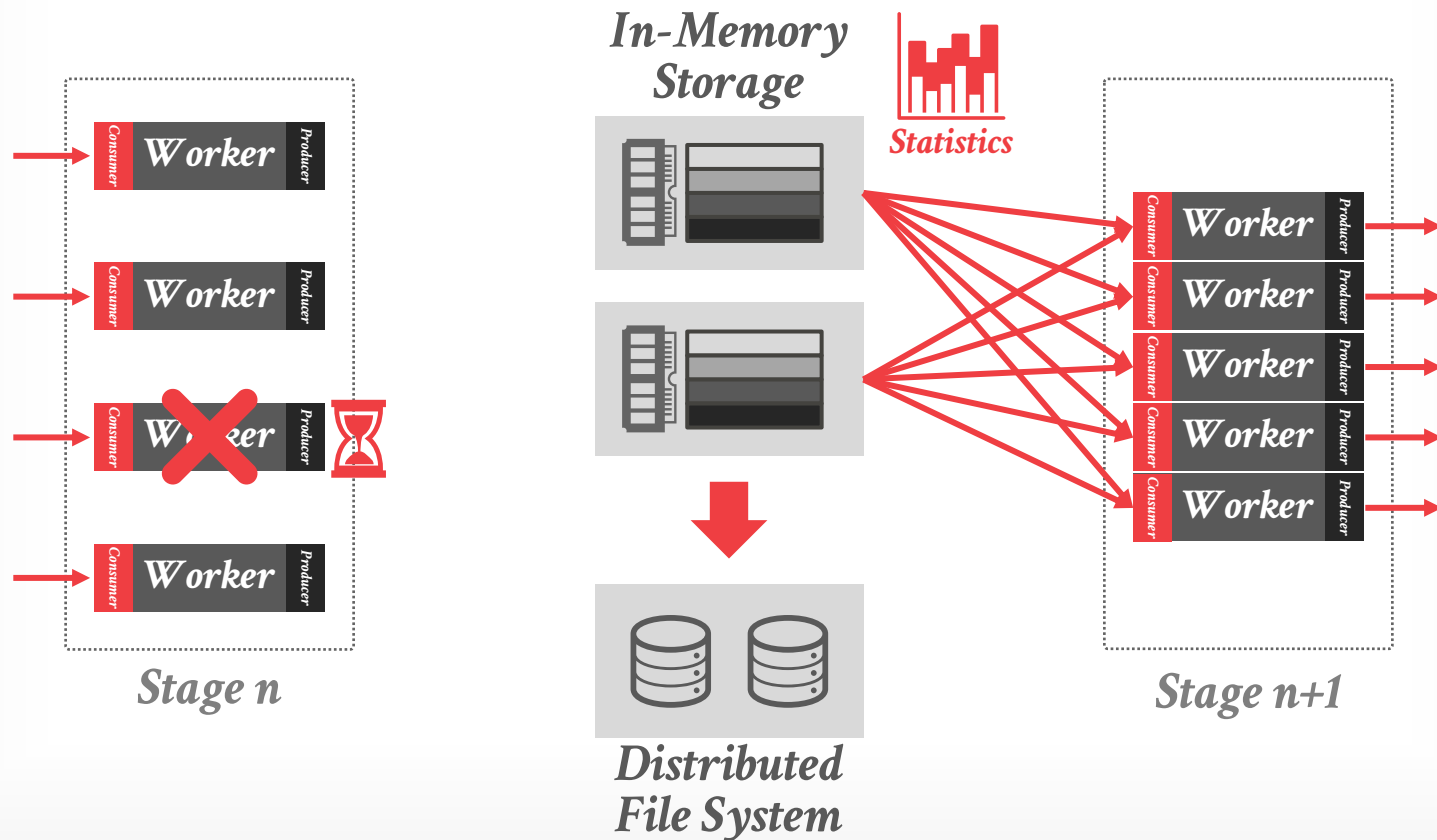 In-Memory
Storage
Statistics
Consumer
Worker
Producer
Consumer
Worker
Producer
Consumer
Worker
Producer
Consumer
Worker
Producer
Stage n
Consumer
Worker
Producer
Consumer
Worker
Producer
Consumer
Worker
Producer
Consumer
Worker
Producer
Consumer
Worker
Producer
Stage n+1
Distributed
File System